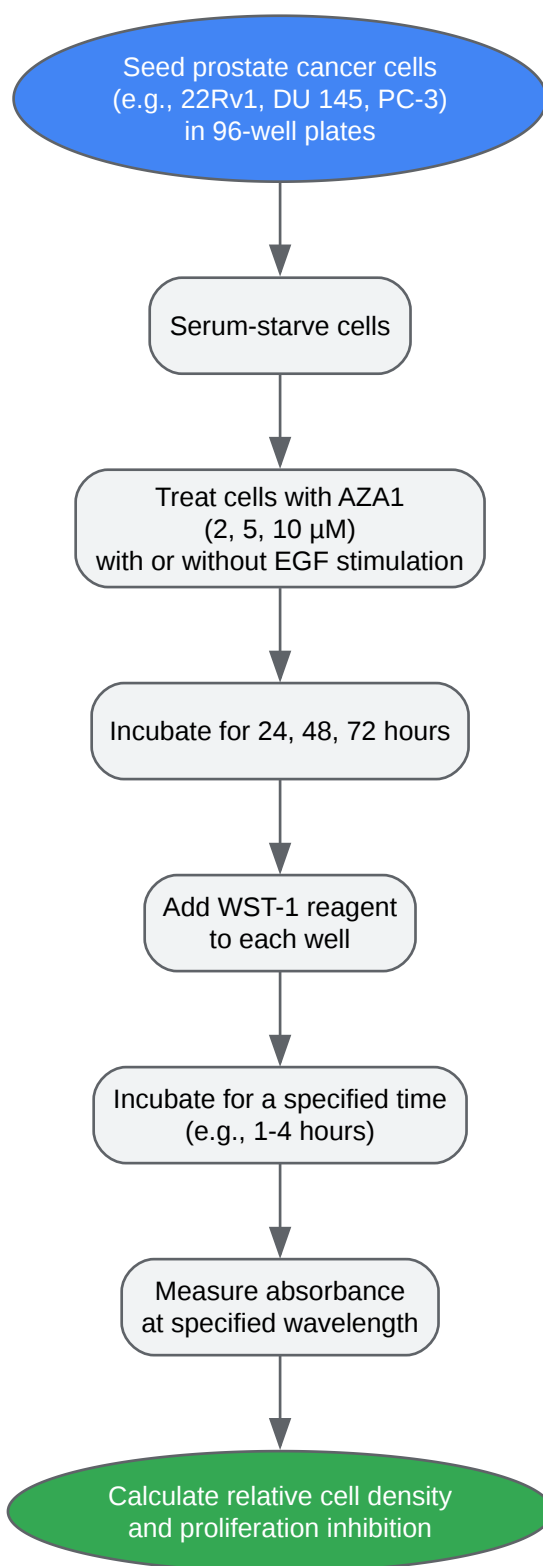 Seed prostate cancer cells
(e.g., 22Rv1, DU 145, PC-3)
in 96-well plates
Serum-starve cells
Treat cells with AZA1
(2, 5, 10 µM)
with or without EGF stimulation
Incubate for 24, 48, 72 hours
Add WST-1 reagent
to each well
Incubate for a specified time
(e.g., 1-4 hours)
Measure absorbance
at specified wavelength
Calculate relative cell density
and proliferation inhibition